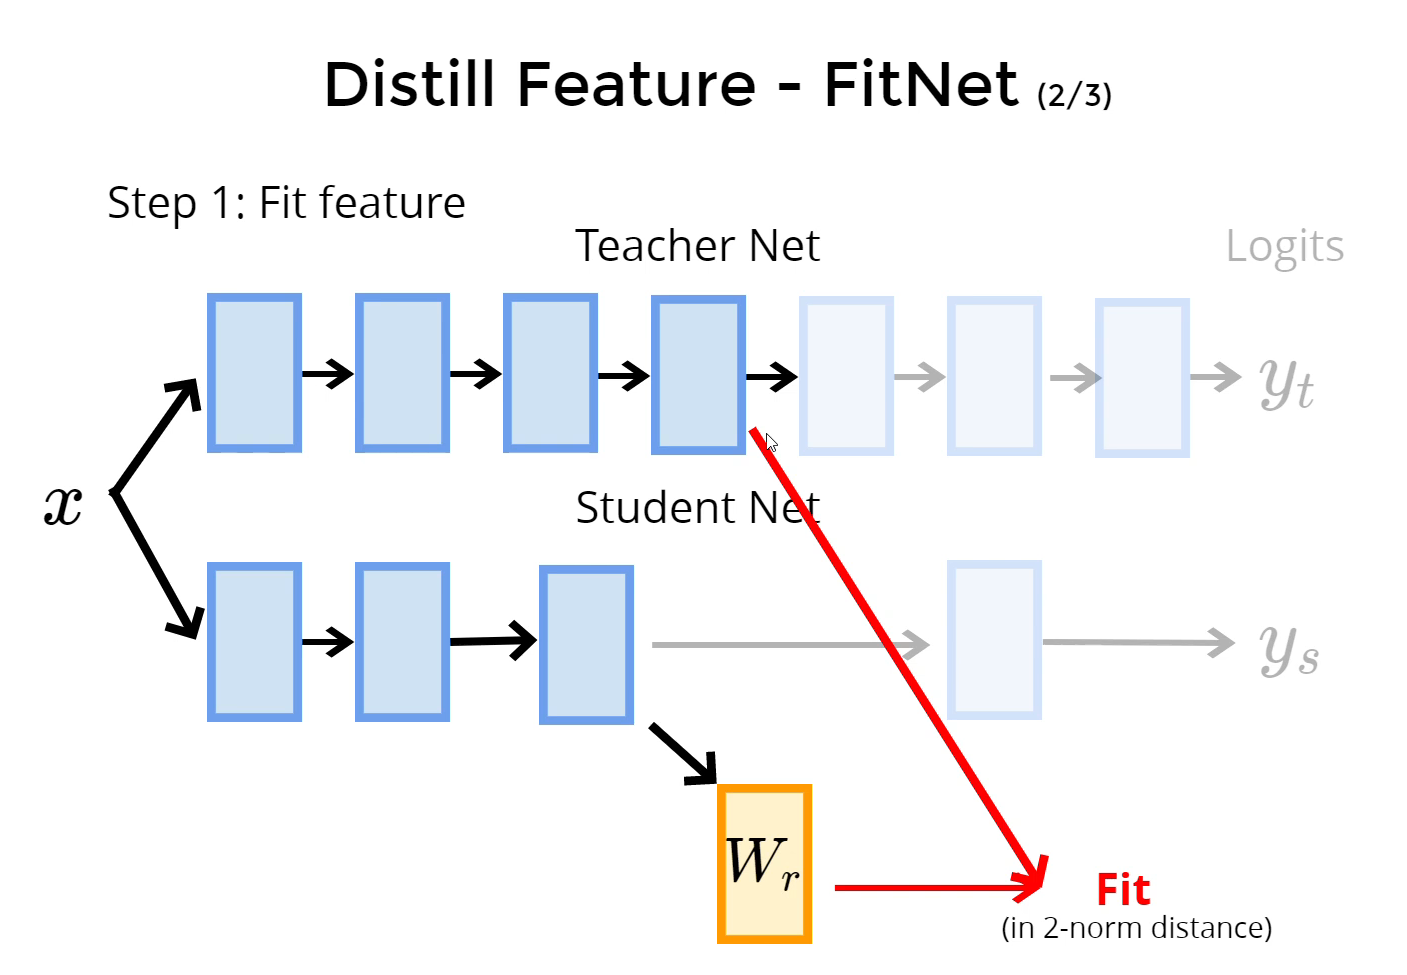 Distill Feature - FitNet (2/3)
Step 1: Fit feature
Teacher Net
Logits
y_t
x
Student Net
y_s
W_r
Fit
(in 2-norm distance)